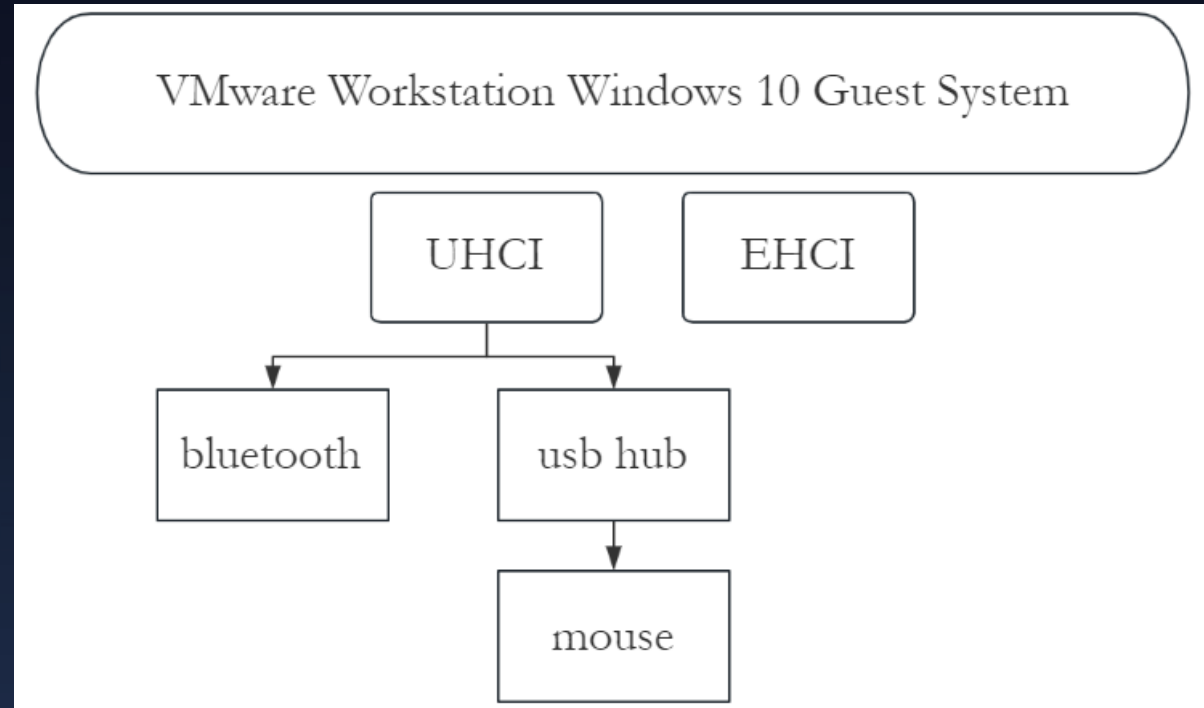 VMware Workstation Windows 10 Guest System
UHCI
EHCI
bluetooth
usb hub
mouse